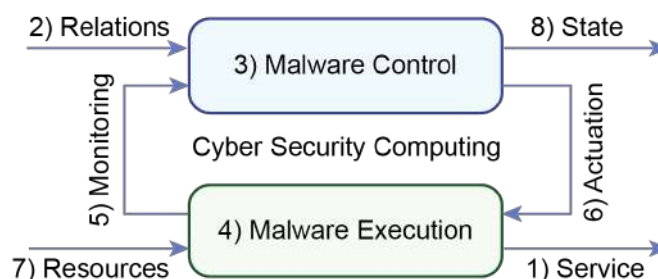 2) Relations
8) State
3) Malware Control
5) Monitoring
Cyber Security Computing
6) Actuation
4) Malware Execution
7) Resources
1) Service